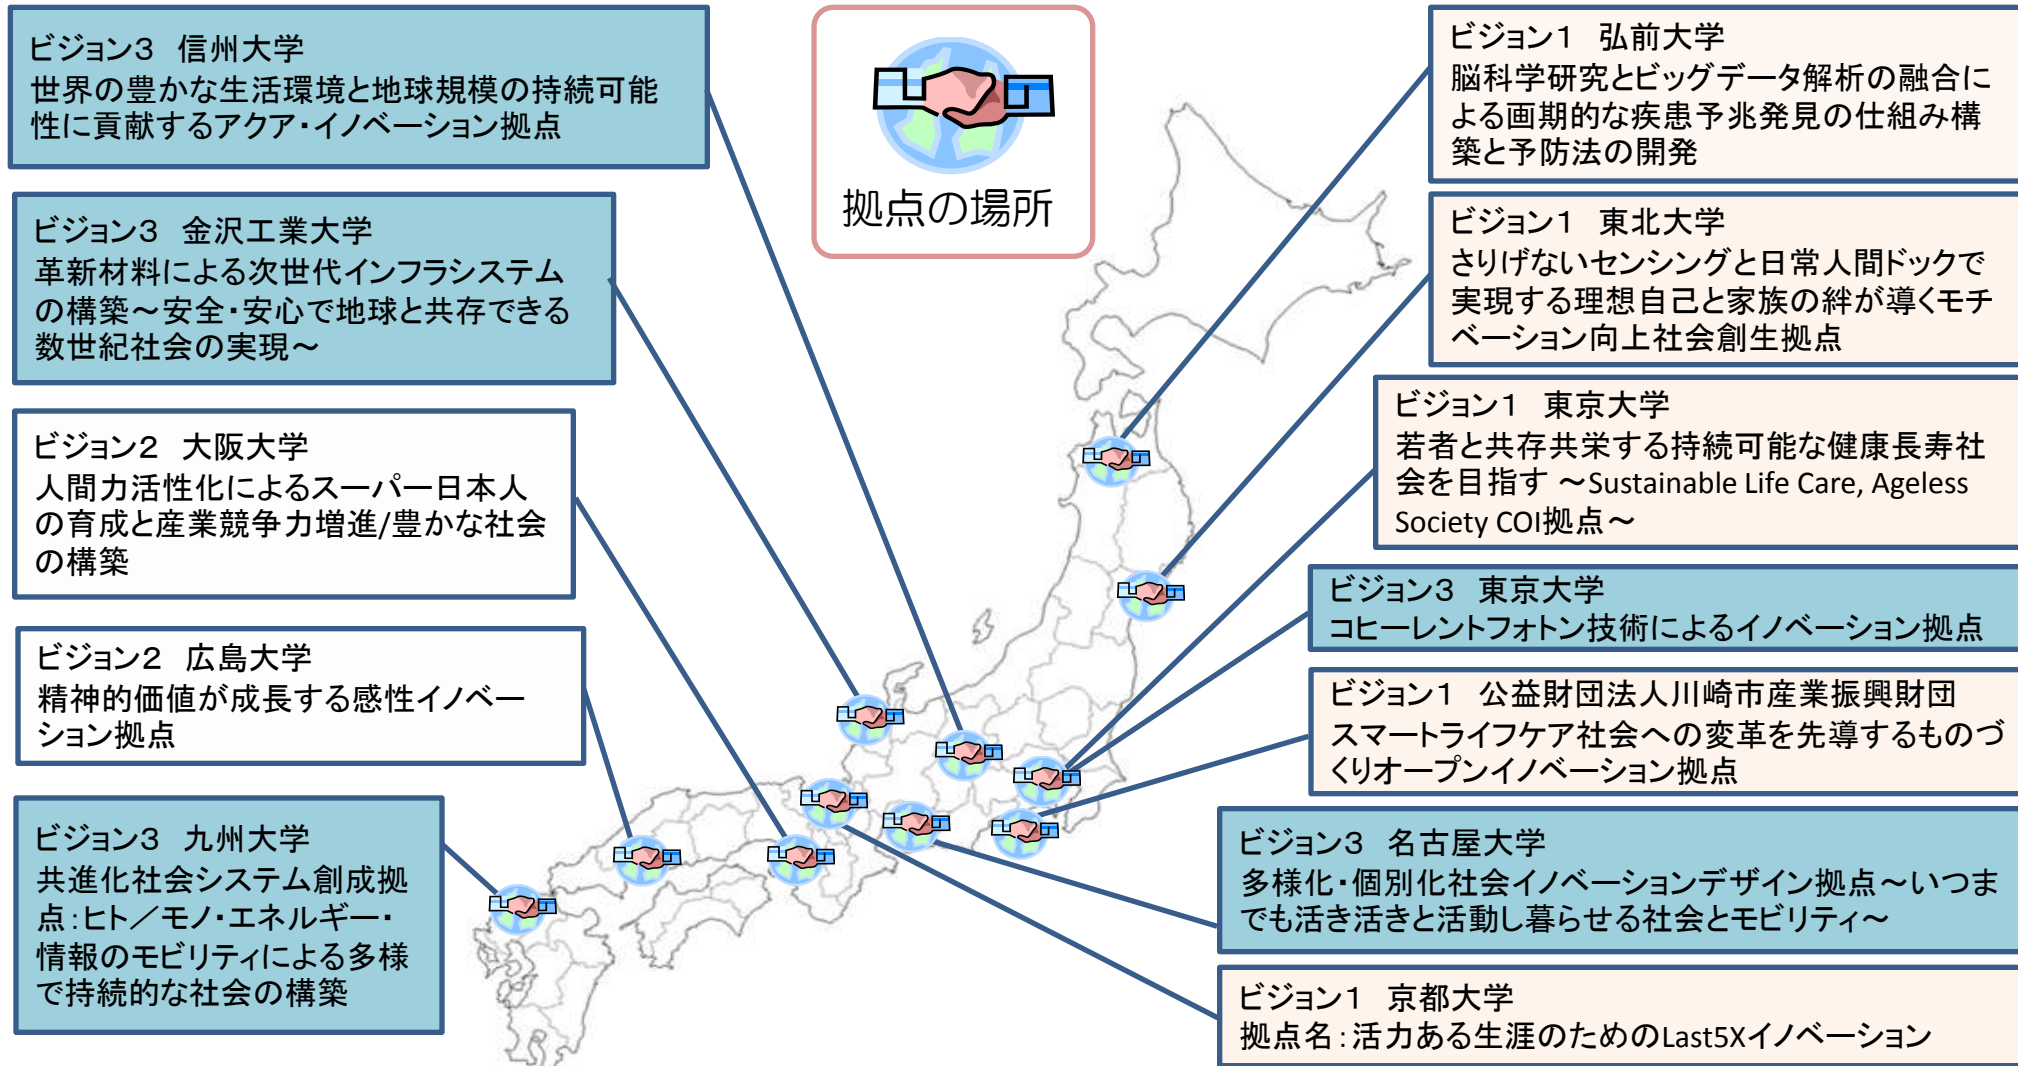 ビジョン３　信州大学
世界の豊かな生活環境と地球規模の持続可能
性に貢献するアクア・イノベーション拠点
ビジョン３　金沢工業大学
革新材料による次世代インフラシステム
の構築～安全・安心で地球と共存できる
数世紀社会の実現～
ビジョン２　大阪大学
人間力活性化によるスーパー日本人
の育成と産業競争力増進/豊かな社会
の構築
ビジョン２　広島大学
精神的価値が成長する感性イノベー
ション拠点
ビジョン３　九州大学
共進化社会システム創成拠
点：ヒト／モノ・エネルギー・
情報のモビリティによる多様
で持続的な社会の構築
拠点の場所
ビジョン１　弘前大学
脳科学研究とビッグデータ解析の融合に
よる画期的な疾患予兆発見の仕組み構
築と予防法の開発
ビジョン１　東北大学
さりげないセンシングと日常人間ドックで
実現する理想自己と家族の絆が導くモチ
ベーション向上社会創生拠点
ビジョン１　東京大学
若者と共存共栄する持続可能な健康長寿社
会を目指す ～Sustainable Life Care, Ageless
Society COI拠点～
ビジョン３　東京大学
コヒーレントフォトン技術によるイノベーション拠点
ビジョン１　公益財団法人川崎市産業振興財団
スマートライフケア社会への変革を先導するものづ
くりオープンイノベーション拠点
ビジョン３　名古屋大学
多様化・個別化社会イノベーションデザイン拠点～いつま
でも活き活きと活動し暮らせる社会とモビリティ～
ビジョン１　京都大学
拠点名：活力ある生涯のためのLast5Xイノベーション